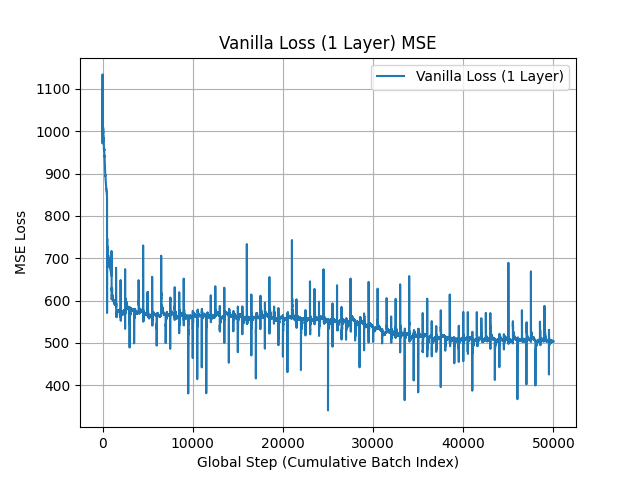 Vanilla Loss (1 Layer) MSE
Vanilla Loss (1 Layer)
MSE Loss
1100
1000
900
800
700
600
500
400
0 10000 20000 30000 40000 50000
Global Step (Cumulative Batch Index)